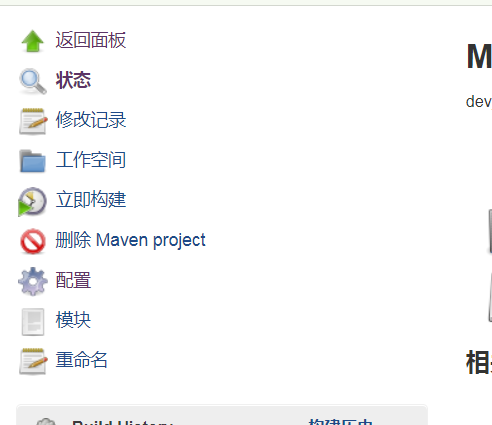 返回面板
状态
修改记录
工作空间
立即构建
删除 Maven project
配置
模块
重命名
M
dev
Build History
构建历史